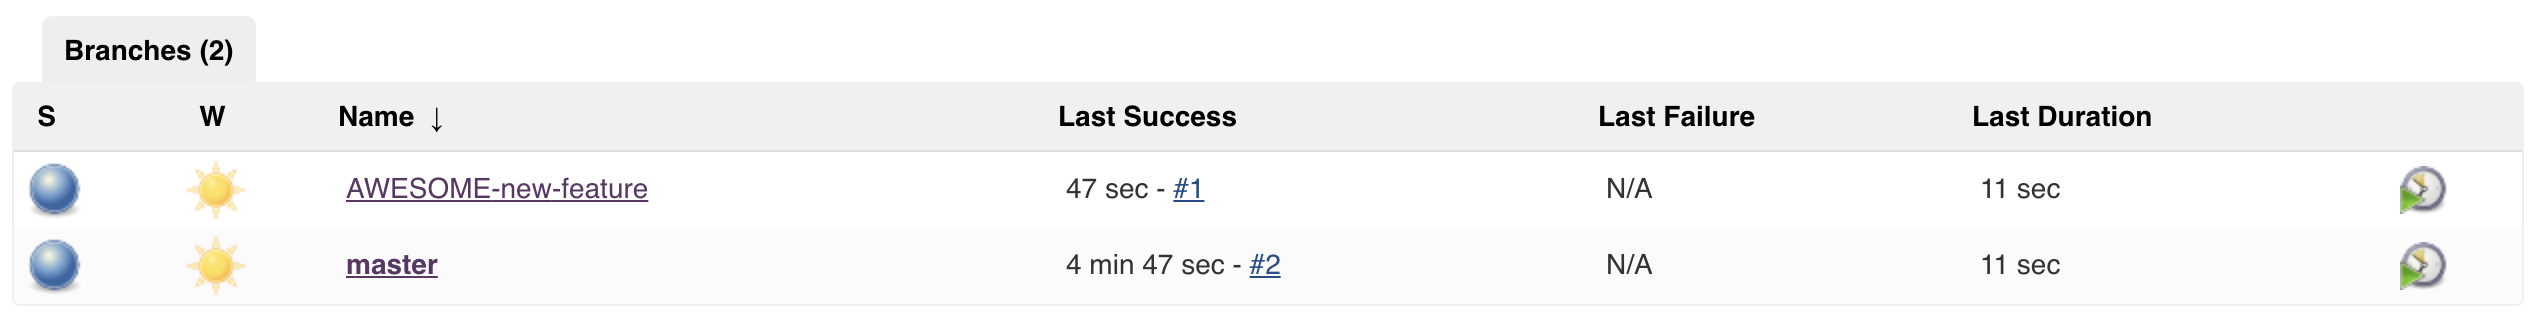 Branches (2)
S W Name ↓ Last Success Last Failure Last Duration
AWESOME-new-feature 47 sec - #1 N/A 11 sec
master 4 min 47 sec - #2 N/A 11 sec